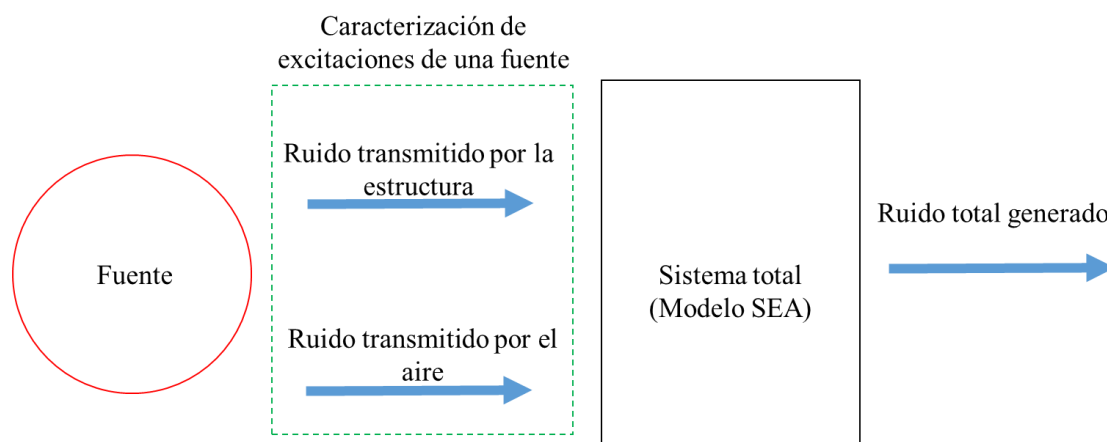 Caracterización de
excitaciones de una fuente
Ruido transmitido por la
estructura
Fuente
Ruido transmitido por el
aire
Sistema total
(Modelo SEA)
Ruido total generado